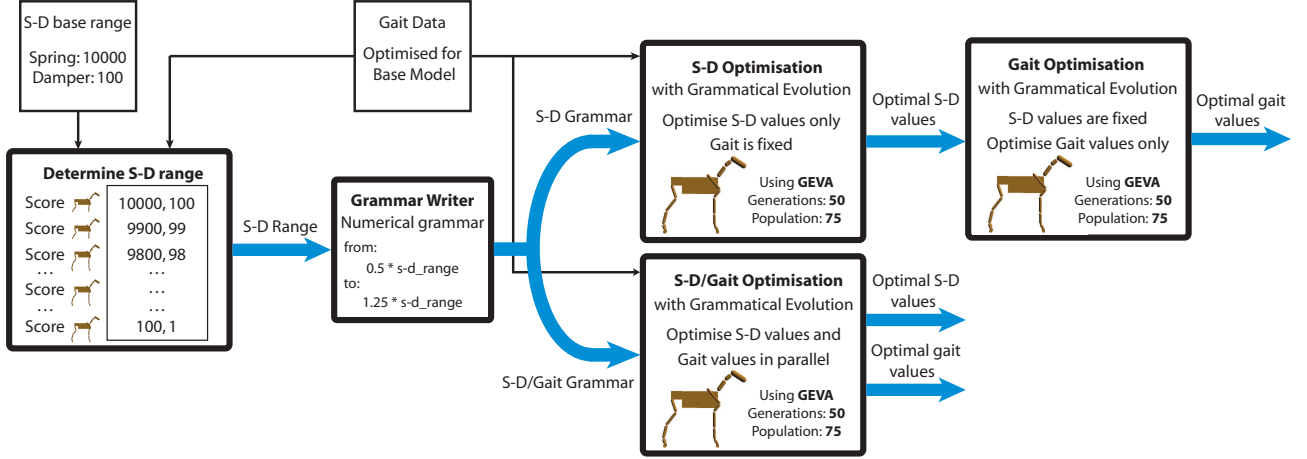 S-D base range
Spring: 10000
Damper: 100
Gait Data
Optimised for
Base Model
Determine S-D range
Score 10000, 100
Score 9900, 99
Score 9800, 98
... ...
Score ...
... ...
Score 100, 1
S-D Range
Grammar Writer
Numerical grammar
from:
0.5 * s-d_range
to:
1.25 * s-d_range
S-D Grammar
S-D/Gait Grammar
S-D Optimisation
with Grammatical Evolution
Optimise S-D values only
Gait is fixed
Using GEVA
Generations: 50
Population: 75
Optimal S-D
values
Gait Optimisation
with Grammatical Evolution
S-D values are fixed
Optimise Gait values only
Using GEVA
Generations: 50
Population: 75
Optimal gait
values
S-D/Gait Optimisation
with Grammatical Evolution
Optimise S-D values and
Gait values in parallel
Using GEVA
Generations: 50
Population: 75
Optimal S-D
values
Optimal gait
values